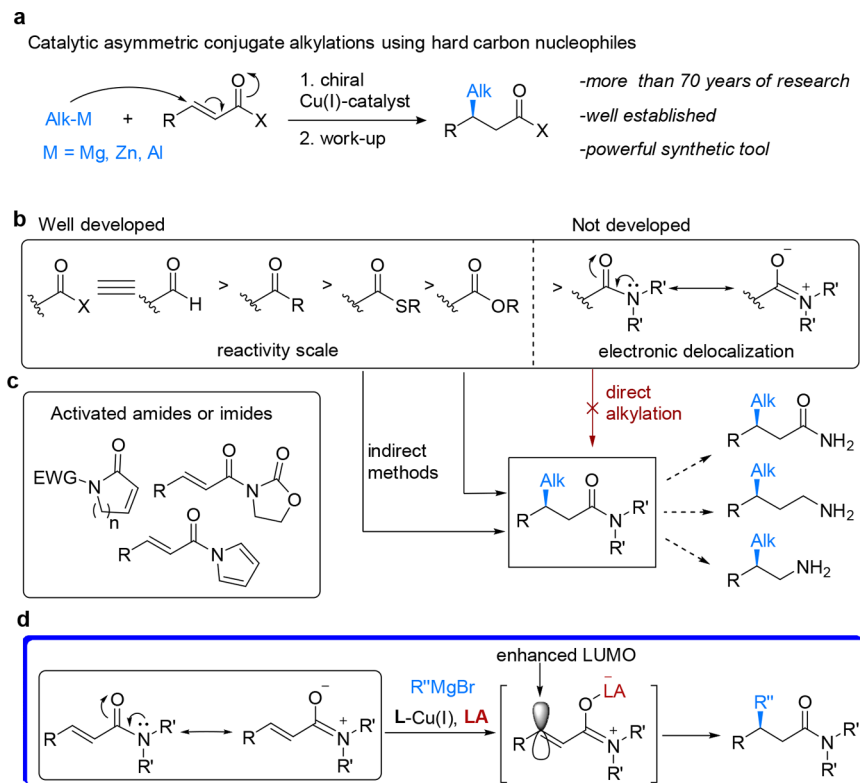 a
Catalytic asymmetric conjugate alkylations using hard carbon nucleophiles
Alk-M + R O X
M = Mg, Zn, Al
1. chiral
Cu(I)-catalyst
2. work-up
Alk O R X
-more than 70 years of research
-well established
-powerful synthetic tool
b
Well developed
Not developed
O X O H > O R > O SR > O OR > O N R' R' O⁻ N⁺ R' R'
reactivity scale
electronic delocalization
c
Activated amides or imides
O EWG N n
O O R N O
O R N
indirect
methods
direct
alkylation
Alk O R N R' R'
Alk O R NH2
Alk R NH2
Alk R NH2
d
enhanced LUMO
O R N R' R' O⁻ R N⁺ R' R'
R"MgBr
L-Cu(I), LA
O LA⁻ R N⁺ R' R'
R" O R N R' R'